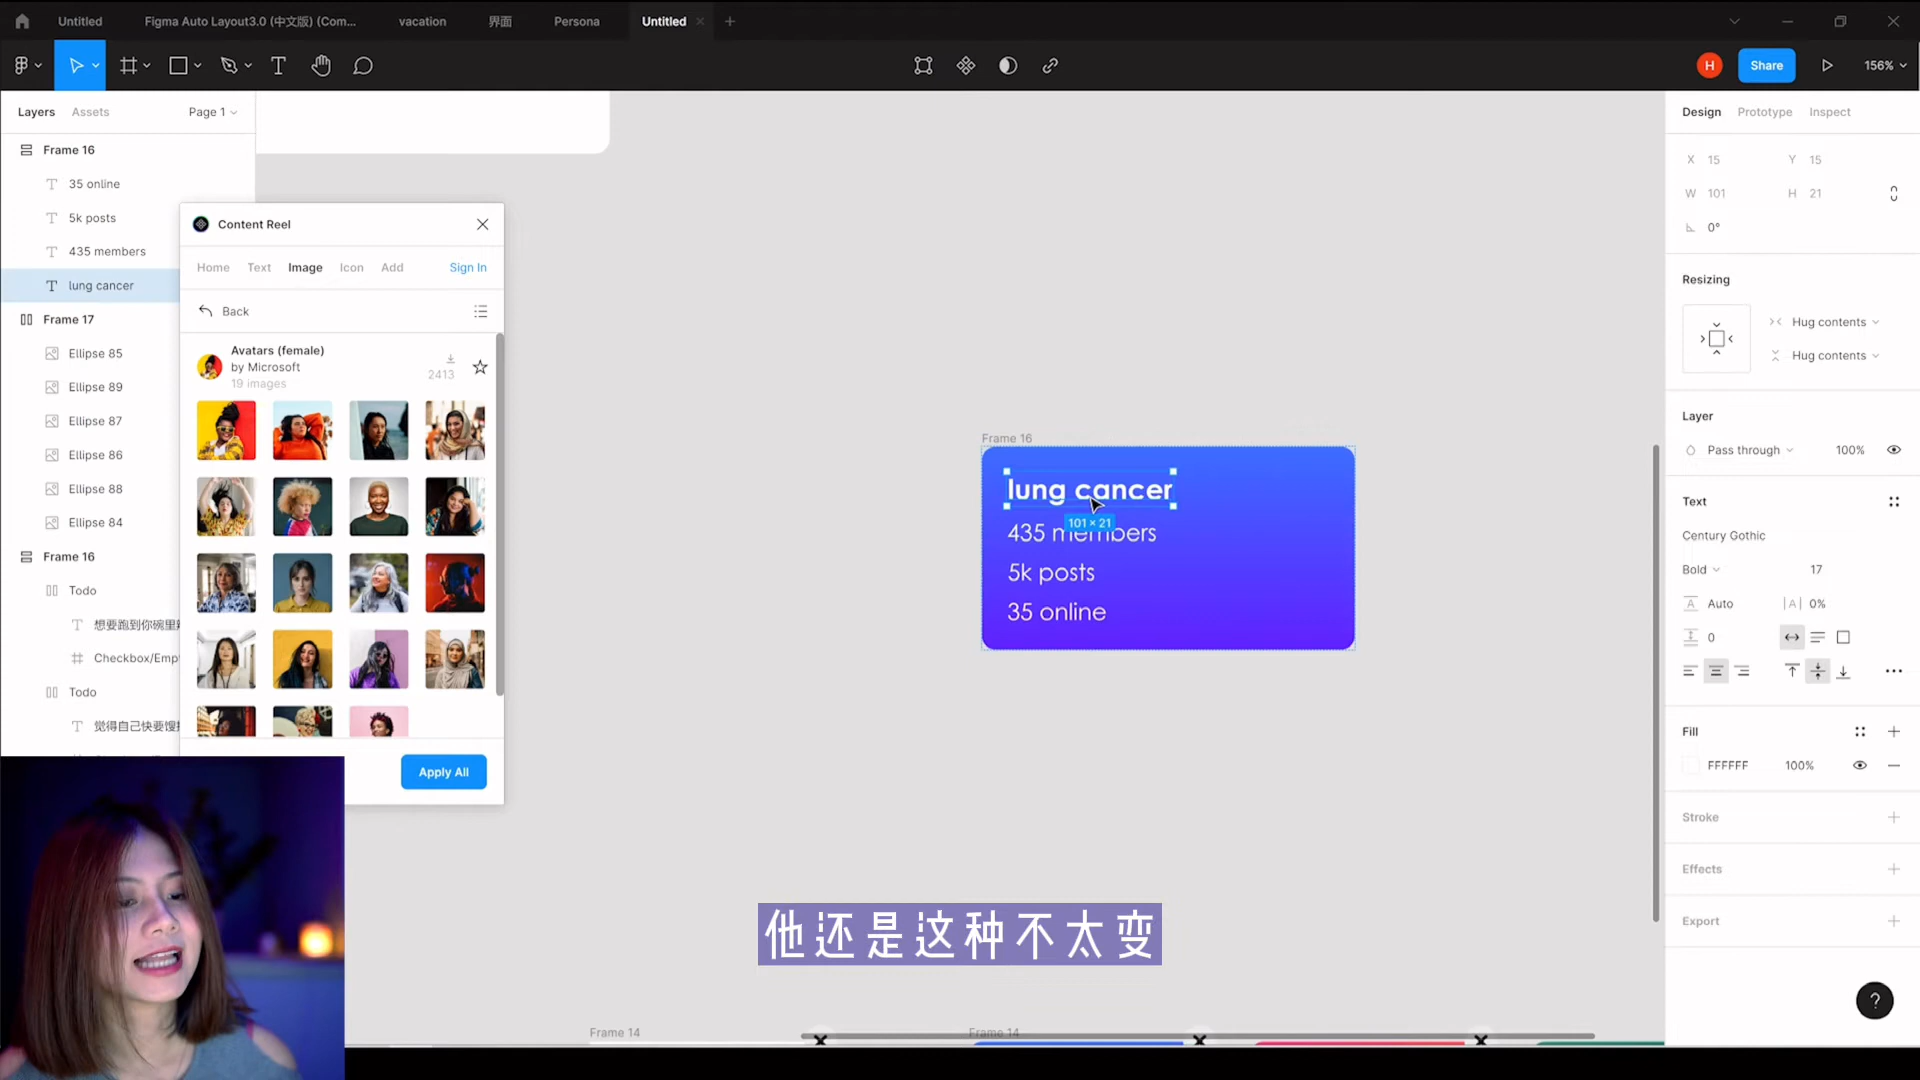 Untitled
Figma Auto Layout3.0 (中文版) (Com...
vacation
界面
Persona
Untitled
H
Share
156%
Layers
Assets
Page 1
Frame 16
35 online
5k posts
435 members
lung cancer
Frame 17
Ellipse 85
Ellipse 89
Ellipse 87
Ellipse 86
Ellipse 88
Ellipse 84
Frame 16
Todo
想要跑到你碗里
Checkbox/Emp
Todo
觉得自己快要馊
Content Reel
Home
Text
Image
Icon
Add
Sign In
Back
Avatars (female)
by Microsoft
19 images
2413
Apply All
Frame 16
lung cancer
101 × 21
435 members
5k posts
35 online
他还是这种不太变
Frame 14
Frame 14
Design
Prototype
Inspect
X 15
Y 15
W 101
H 21
0°
Resizing
Hug contents
Hug contents
Layer
Pass through
100%
Text
Century Gothic
Bold
17
A Auto
|A| 0%
0
Fill
FFFFFF
100%
Stroke
Effects
Export
?